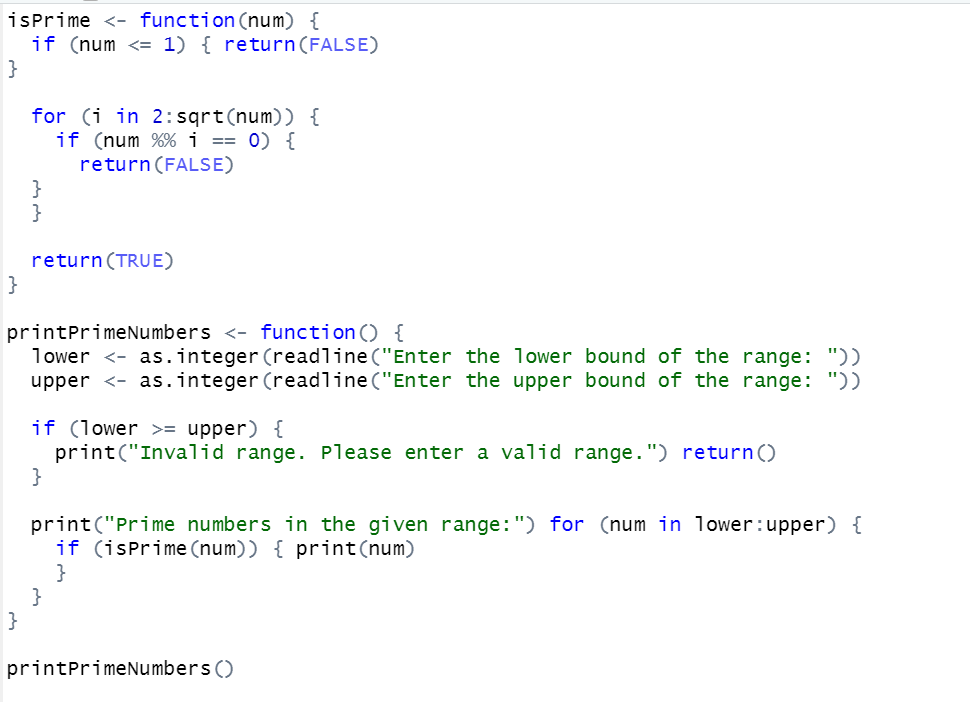 isPrime <- function(num) {
  if (num <= 1) { return(FALSE)
}
  for (i in 2:sqrt(num)) {
    if (num %% i == 0) {
      return(FALSE)
  }
  }
  return(TRUE)
}
printPrimeNumbers <- function() {
  lower <- as.integer(readline("Enter the lower bound of the range: "))
  upper <- as.integer(readline("Enter the upper bound of the range: "))
  if (lower >= upper) {
    print("Invalid range. Please enter a valid range.") return()
  }
  print("Prime numbers in the given range:") for (num in lower:upper) {
    if (isPrime(num)) { print(num)
    }
  }
}
printPrimeNumbers()